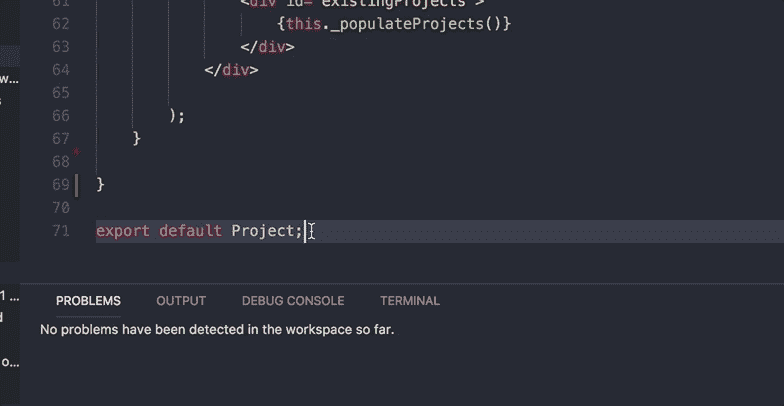 61 <div id="existingProjects">
62 {this._populateProjects()}
63 </div>
64 </div>
65
66 );
67 }
68
69 }
70
71 export default Project;
w...
s
1 ...
d
o...
PROBLEMS OUTPUT DEBUG CONSOLE TERMINAL
No problems have been detected in the workspace so far.